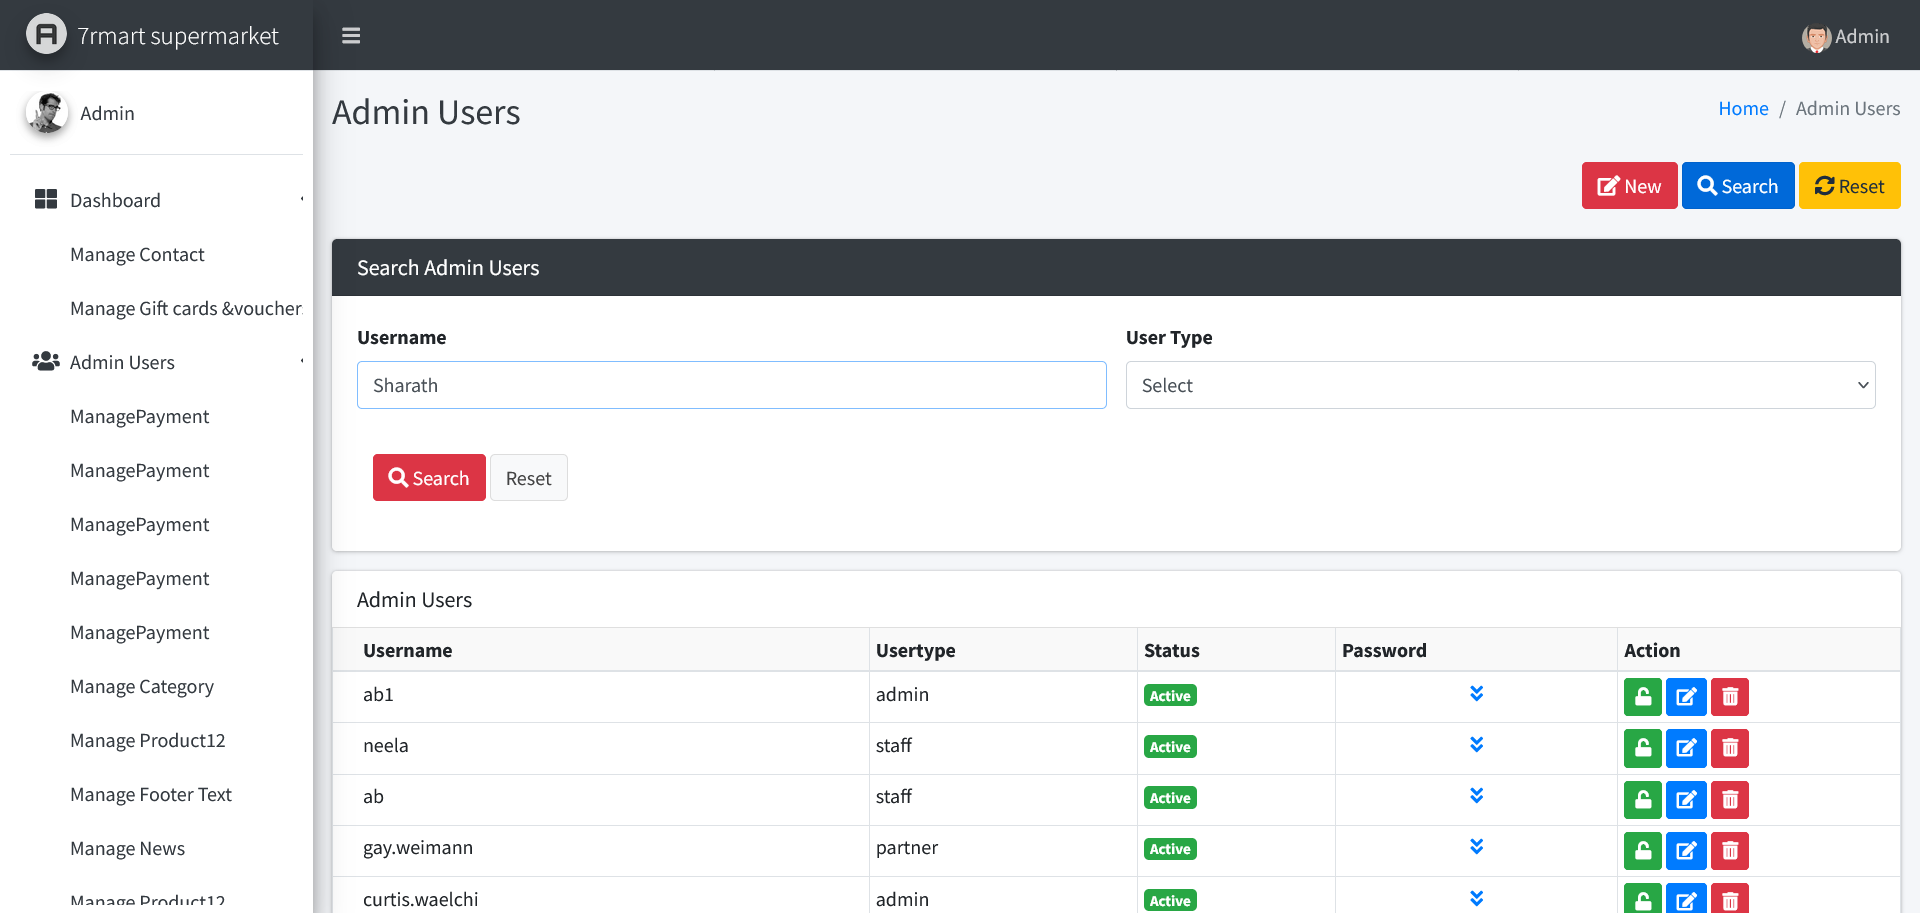 7rmart supermarket
Admin
Admin
Admin Users
Home / Admin Users
Dashboard
Manage Contact
Manage Gift cards &voucher
Admin Users
ManagePayment
ManagePayment
ManagePayment
ManagePayment
ManagePayment
Manage Category
Manage Product12
Manage Footer Text
Manage News
Manage Product12
New
Search
Reset
Search Admin Users
Username
User Type
Sharath
Select
Search
Reset
Admin Users
Username Usertype Status Password Action
ab1 admin Active
neela staff Active
ab staff Active
gay.weimann partner Active
curtis.waelchi admin Active